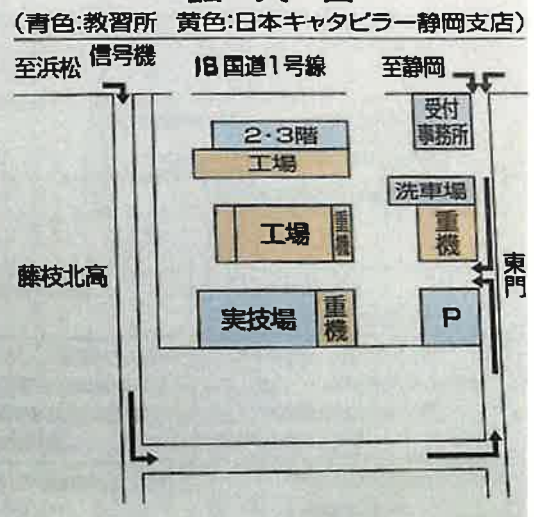 （青色:教習所 黄色:日本キャタピラー静岡支店）
至浜松 信号機 旧国道1号線 至静岡
受付
事務所
2・3階
工場
洗車場
工場
重機
重機
藤枝北高
東門
実技場
重機
P